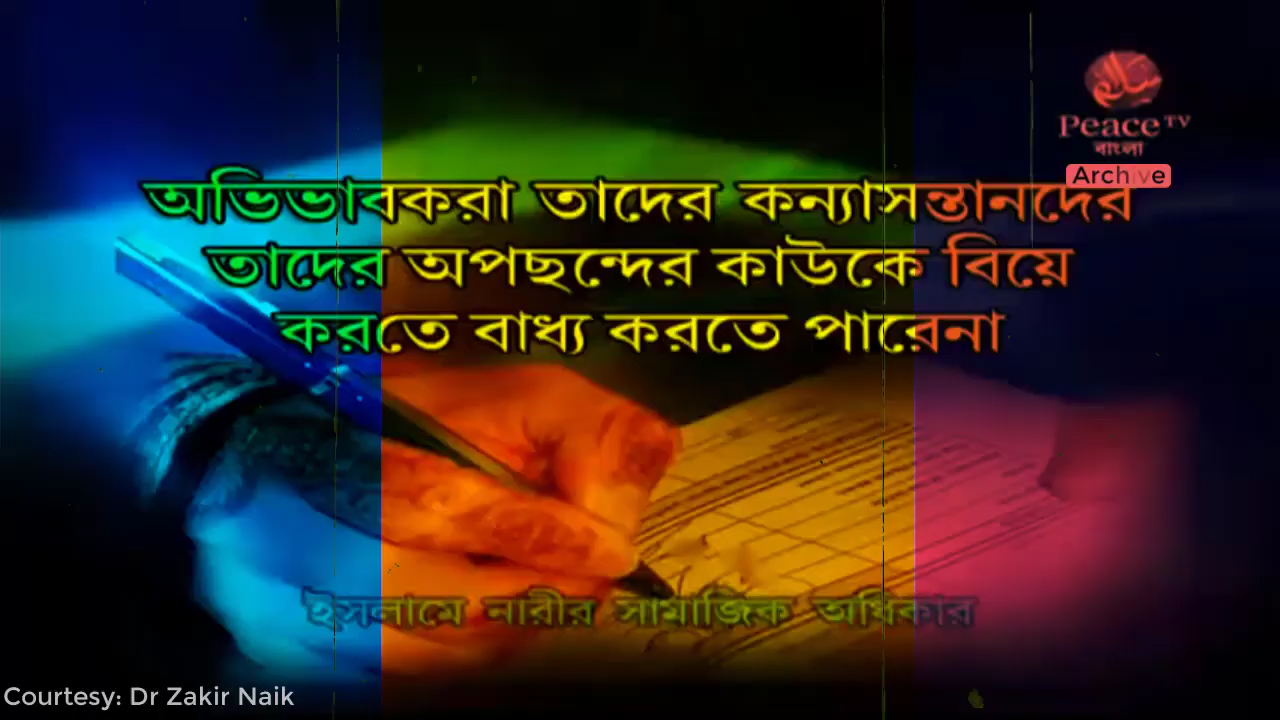 Peace TV
বাংলা
Archive
অভিভাবকরা তাদের কন্যাসন্তানদের
তাদের অপছন্দের কাউকে বিয়ে
করতে বাধ্য করতে পারেনা
ইসলামে নারীর সামাজিক অধিকার
Courtesy: Dr Zakir Naik